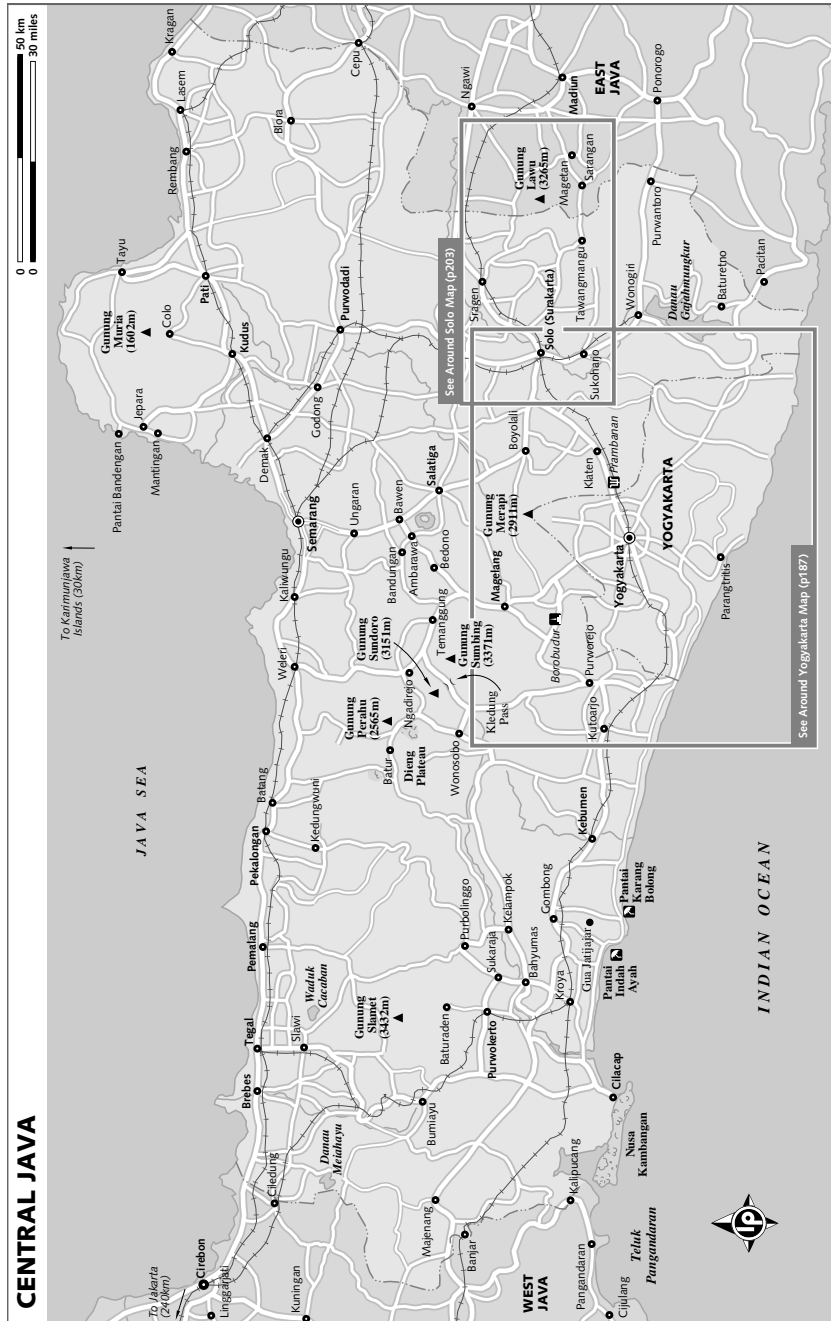 CENTRAL JAVA
0
50 km
0
30 miles
To Jakarta
(240km)
Cirebon
Linggarjati
Kuningan
Ciledung
Brebes
Tegal
Slawi
Pemalang
Pekalongan
Batang
Kedungwuni
Weleri
Kaliwungu
Semarang
JAVA SEA
To Karimunjawa
Islands (30km)
Pantai Bandengan
Jepara
Mantingan
Gunung
Muria
(1602m)
Colo
Tayu
Pati
Kudus
Demak
Godong
Purwodadi
Rembang
Lasem
Kragan
Blora
Cepu
Danau
Melahayu
Waduk
Cacaban
Gunung
Slamet
(3432m)
Bumiayu
Baturaden
Purwokerto
Purbolinggo
Sukaraja
Kelampok
Bahyumas
Majenang
Banjar
WEST
JAVA
Kalipucang
Pangandaran
Cijulang
Teluk
Pangandaran
Nusa
Kambangan
Cilacap
Kroya
Gombong
Gua Jatijajar
Pantai
Indah
Ayah
Pantai
Karang
Bolong
Kebumen
Kutoarjo
Purworejo
Batur
Dieng
Plateau
Gunung
Perahu
(2565m)
Wonosobo
Ngadirejo
Gunung
Sundoro
(3151m)
Kledung
Pass
Gunung
Sumbing
(3371m)
Temanggung
Ungaran
Bandungan
Bawen
Ambarawa
Bedono
Salatiga
Magelang
Borobudur
Gunung
Merapi
(2911m)
Boyolali
Klaten
Prambanan
Yogyakarta
YOGYAKARTA
Parangtritis
See Around Yogyakarta Map (p187)
See Around Solo Map (p203)
Sragen
Solo (Surakarta)
Sukoharjo
Tawangmangu
Gunung
Lawu
(3265m)
Magetan
Sarangan
Ngawi
Madiun
EAST
JAVA
Ponorogo
Purwantoro
Wonogiri
Danau
Gajahmungkur
Baturetno
Pacitan
INDIAN OCEAN
lp